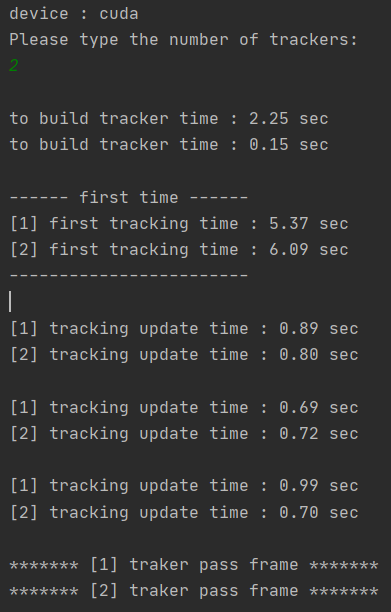 device : cuda
Please type the number of trackers:
2
to build tracker time : 2.25 sec
to build tracker time : 0.15 sec
------ first time ------
[1] first tracking time : 5.37 sec
[2] first tracking time : 6.09 sec
------------------------
[1] tracking update time : 0.89 sec
[2] tracking update time : 0.80 sec
[1] tracking update time : 0.69 sec
[2] tracking update time : 0.72 sec
[1] tracking update time : 0.99 sec
[2] tracking update time : 0.70 sec
******* [1] traker pass frame *******
******* [2] traker pass frame *******